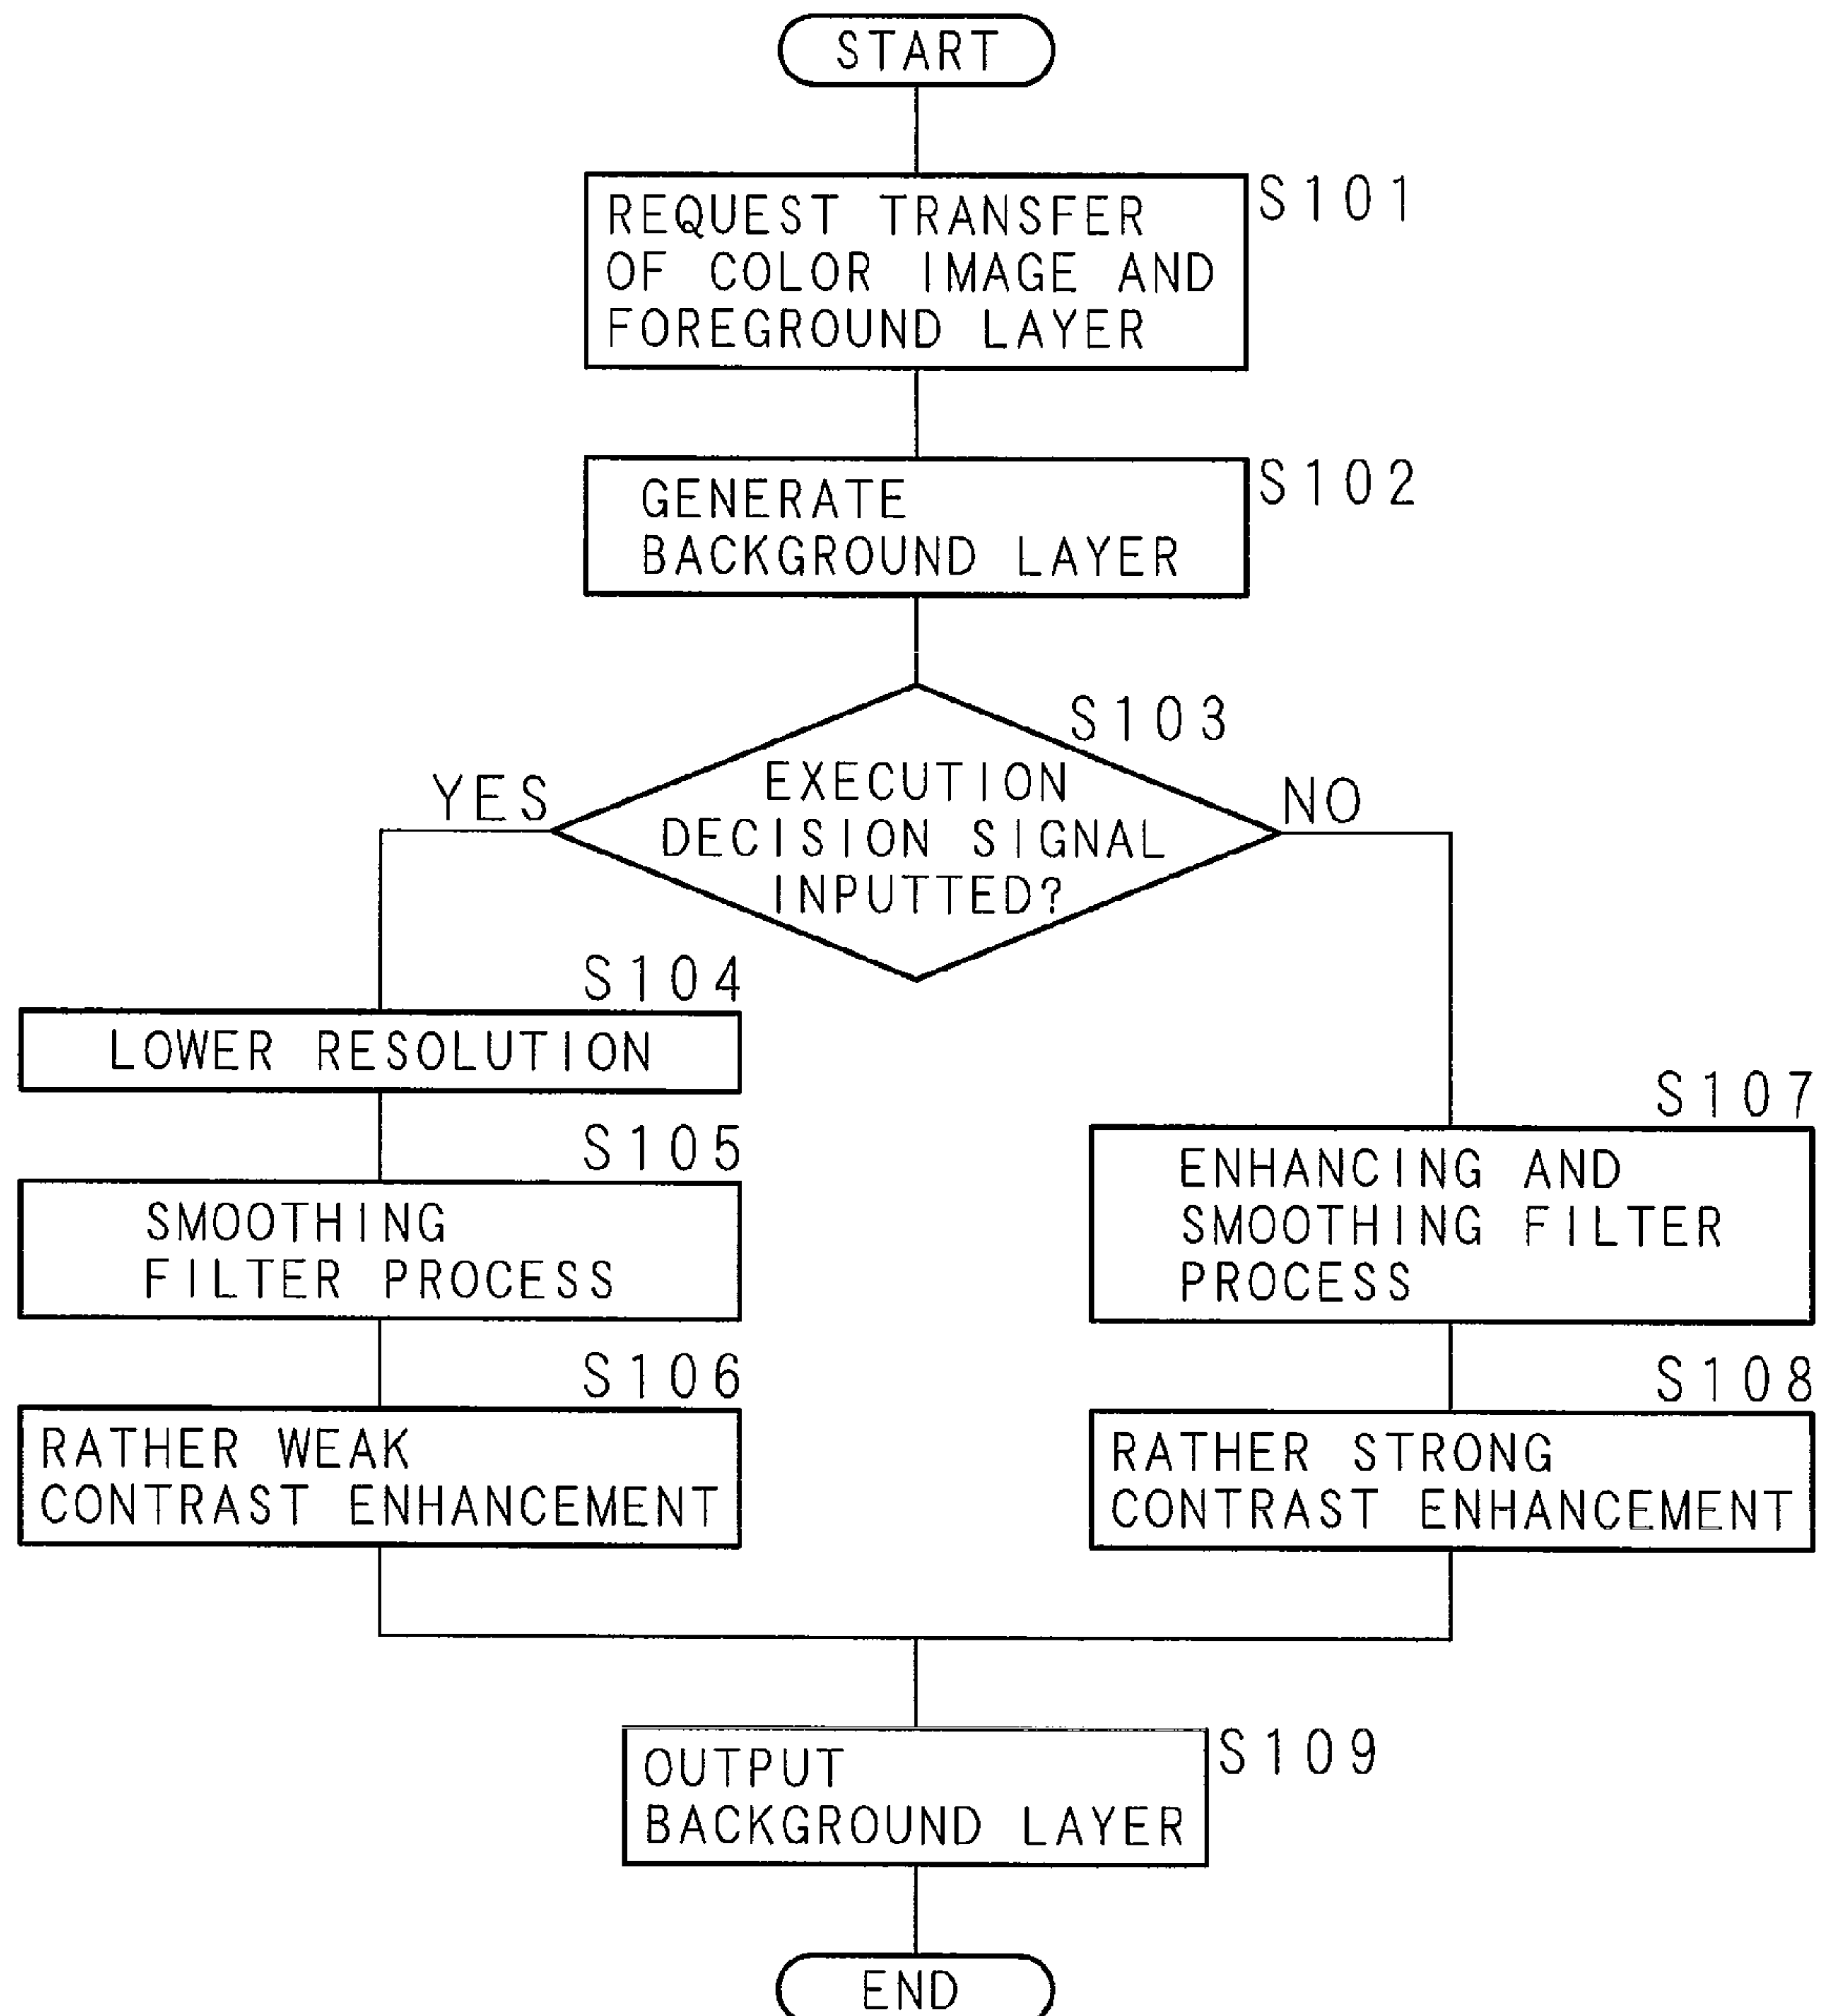 START
S101
REQUEST TRANSFER
OF COLOR IMAGE AND
FOREGROUND LAYER
S102
GENERATE
BACKGROUND LAYER
S103
EXECUTION
DECISION SIGNAL
INPUTTED?
YES
NO
S104
LOWER RESOLUTION
S105
SMOOTHING
FILTER PROCESS
S106
RATHER WEAK
CONTRAST ENHANCEMENT
S107
ENHANCING AND
SMOOTHING FILTER
PROCESS
S108
RATHER STRONG
CONTRAST ENHANCEMENT
S109
OUTPUT
BACKGROUND LAYER
END